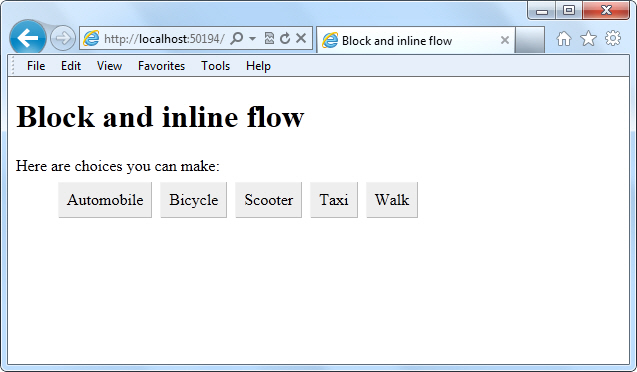 http://localhost:50194/ Block and inline flow
File Edit View Favorites Tools Help
Block and inline flow
Here are choices you can make:
Automobile Bicycle Scooter Taxi Walk